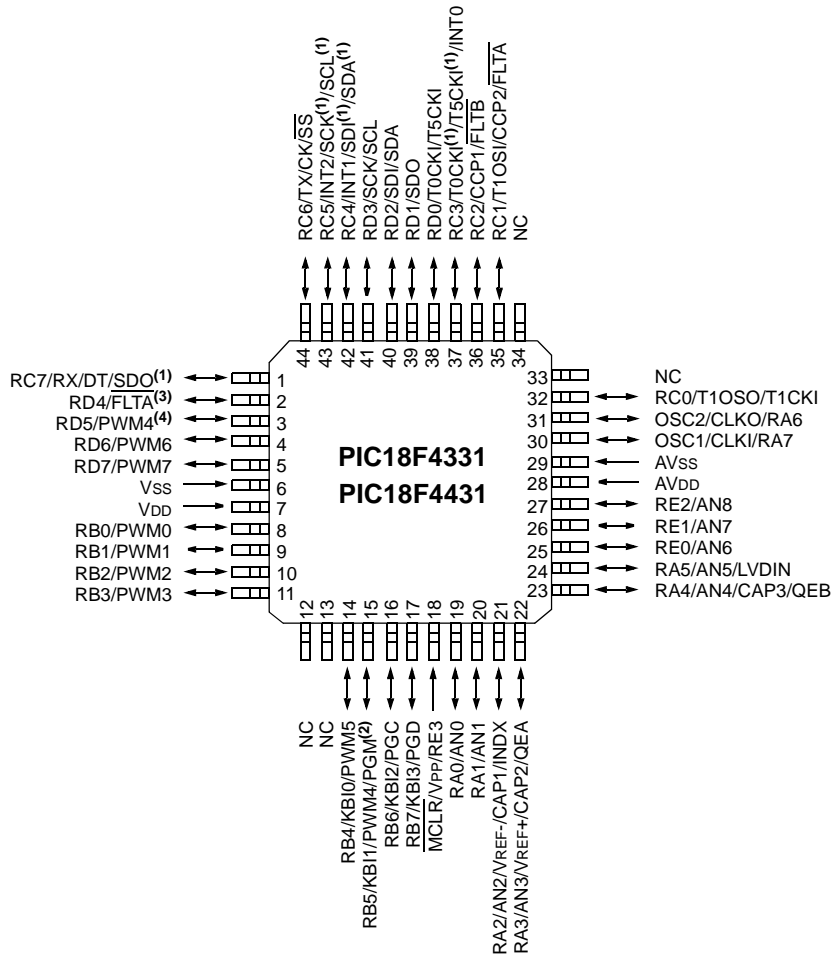 RC6/TX/CK/SS
RC5/INT2/SCK(1)/SCL(1)
RC4/INT1/SDI(1)/SDA(1)
RD3/SCK/SCL
RD2/SDI/SDA
RD1/SDO
RD0/T0CKI/T5CKI
RC3/T0CKI(1)/T5CKI(1)/INT0
RC2/CCP1/FLTB
RC1/T1OSI/CCP2/FLTA
NC
44 43 42 41 40 39 38 37 36 35 34
RC7/RX/DT/SDO(1) 1
RD4/FLTA(3) 2
RD5/PWM4(4) 3
RD6/PWM6 4
RD7/PWM7 5
VSS 6
VDD 7
RB0/PWM0 8
RB1/PWM1 9
RB2/PWM2 10
RB3/PWM3 11
PIC18F4331
PIC18F4431
33 NC
32 RC0/T1OSO/T1CKI
31 OSC2/CLKO/RA6
30 OSC1/CLKI/RA7
29 AVSS
28 AVDD
27 RE2/AN8
26 RE1/AN7
25 RE0/AN6
24 RA5/AN5/LVDIN
23 RA4/AN4/CAP3/QEB
12 13 14 15 16 17 18 19 20 21 22
NC
NC
RB4/KBI0/PWM5
RB5/KBI1/PWM4/PGM(2)
RB6/KBI2/PGC
RB7/KBI3/PGD
MCLR/VPP/RE3
RA0/AN0
RA1/AN1
RA2/AN2/VREF-/CAP1/INDX
RA3/AN3/VREF+/CAP2/QEA